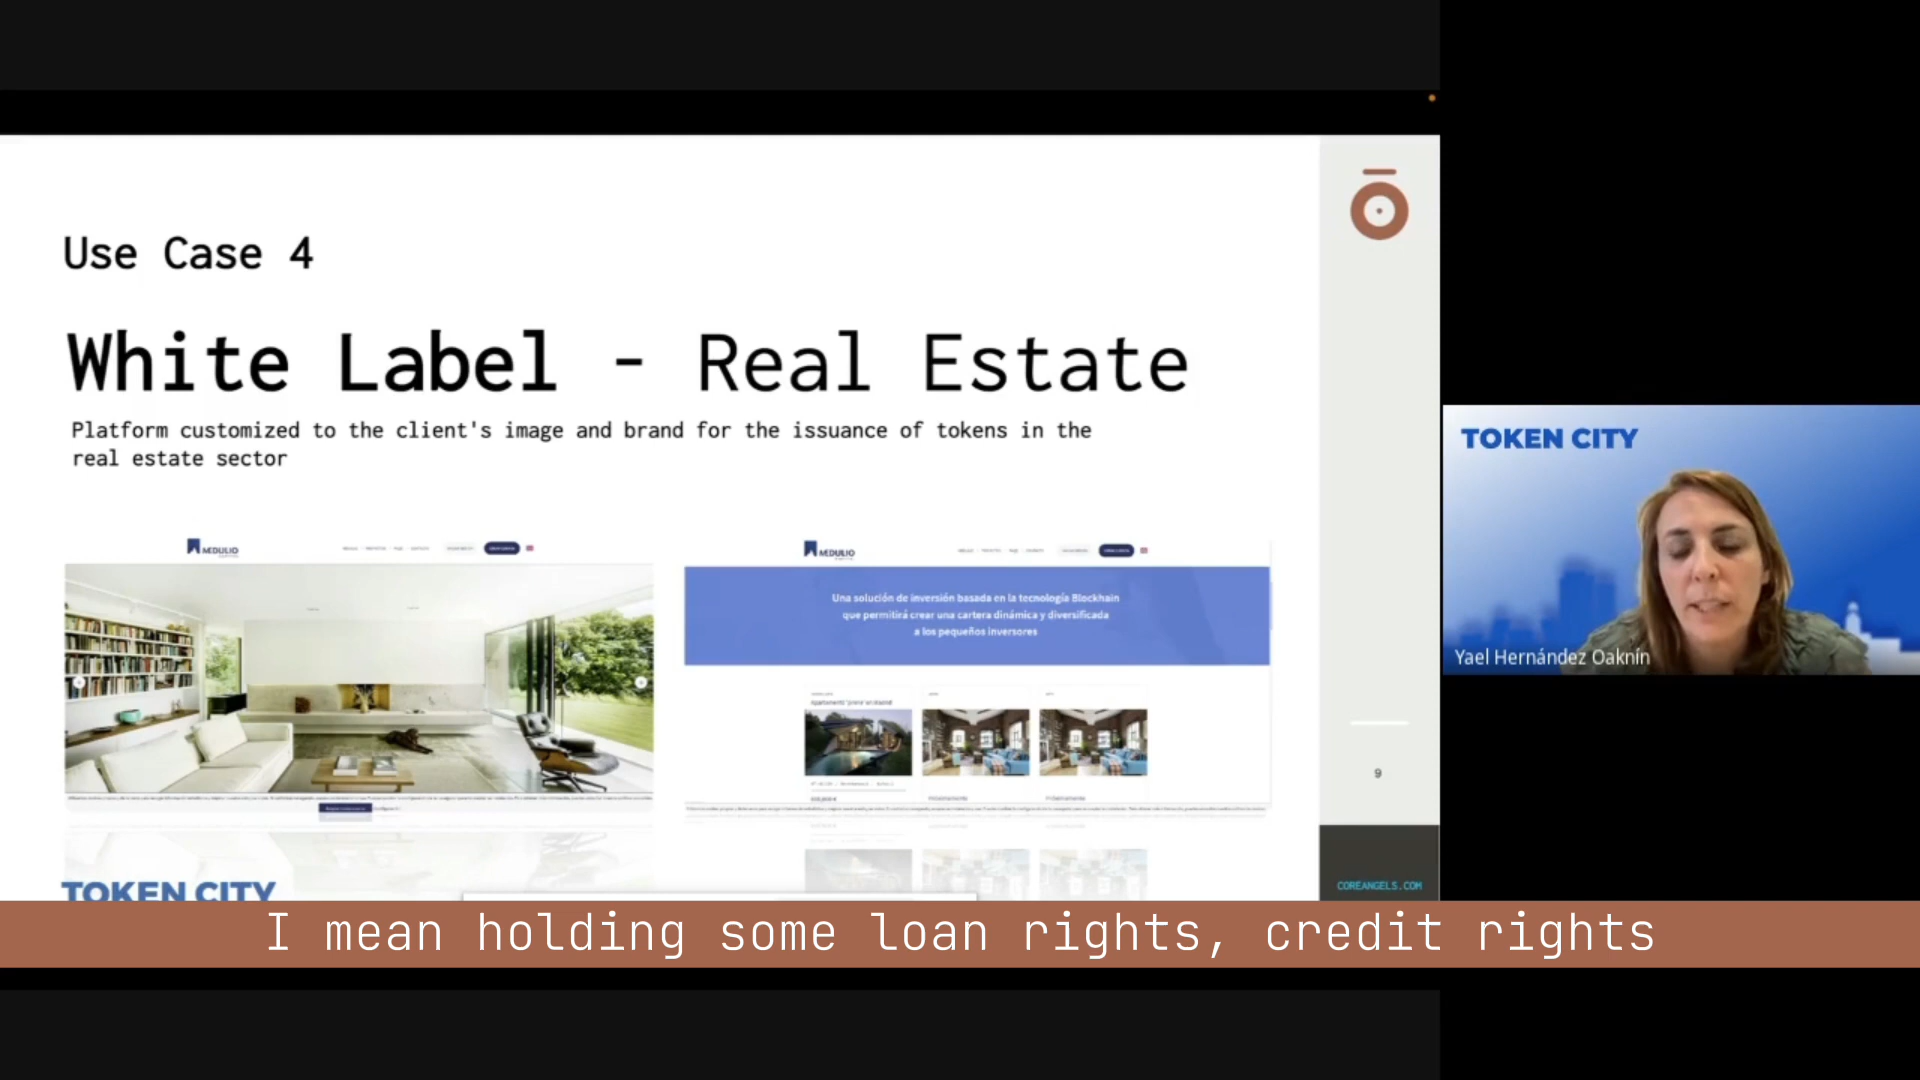 Use Case 4
White Label - Real Estate
Platform customized to the client's image and brand for the issuance of tokens in the
real estate sector
MEDULIO
MEDULIO
Una solución de inversión basada en la tecnología Blockhain
que permitirá crear una cartera dinámica y diversificada
a los pequeños inversores
TOKEN CITY
9
COREANGELS.COM
TOKEN CITY
Yael Hernández Oaknín
I mean holding some loan rights, credit rights